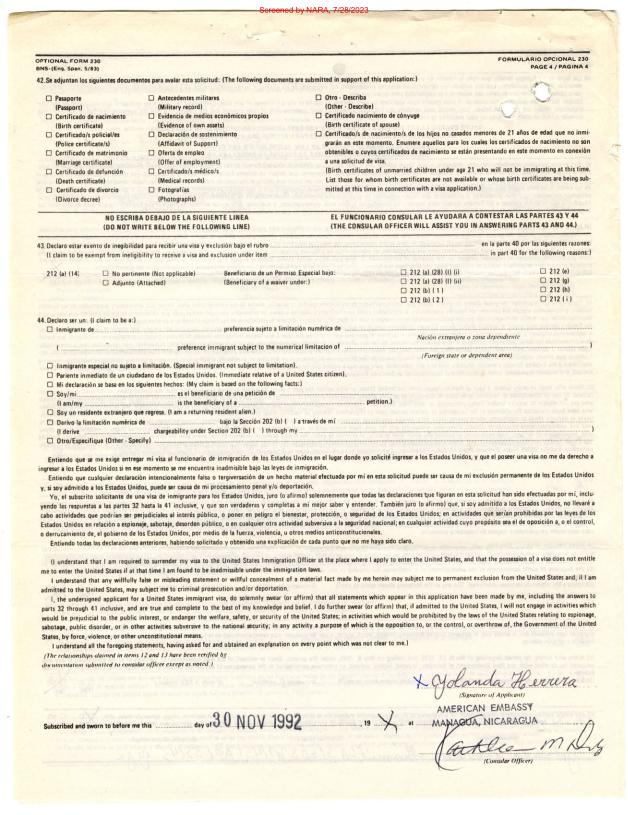 Screened by NARA, 7/28/2023
OPTIONAL FORM 230
BNS-(Eng. Span. 5/83)
FORMULARIO OPCIONAL 230
PAGE 4 / PAGINA 4
42. Se adjuntan los siguientes documentos para avalar esta solicitud: (The following documents are submitted in support of this application:)
☐ Pasaporte
(Passport)
☐ Certificado de nacimiento
(Birth certificate)
☐ Certificado/s policial/es
(Police certificate/s)
☐ Certificado de matrimonio
(Marriage certificate)
☐ Certificado de defunción
(Death certificate)
☐ Certificado de divorcio
(Divorce decree)
☐ Antecedentes militares
(Military record)
☐ Evidencia de medios económicos propios
(Evidence of own assets)
☐ Declaración de sostenimiento
(Affidavit of Support)
☐ Oferta de empleo
(Offer of employment)
☐ Certificado/s médico/s
(Medical records)
☐ Fotografías
(Photographs)
☐ Otro - Describa
(Other - Describe)
☐ Certificado nacimiento de cónyuge
(Birth certificate of spouse)
☐ Certificado/s de nacimiento/s de los hijos no casados menores de 21 años de edad que no inmi-
grarán en este momento. Enumere aquellos para los cuales los certificados de nacimiento no son
obtenibles o cuyos certificados de nacimiento se están presentando en este momento en conexión
a una solicitud de visa.
(Birth certificates of unmarried children under age 21 who will not be immigrating at this time.
List those for whom birth certificates are not available or whose birth certificates are being sub-
mitted at this time in connection with a visa application.)
NO ESCRIBA DEBAJO DE LA SIGUIENTE LINEA
(DO NOT WRITE BELOW THE FOLLOWING LINE)
EL FUNCIONARIO CONSULAR LE AYUDARA A CONTESTAR LAS PARTES 43 Y 44
(THE CONSULAR OFFICER WILL ASSIST YOU IN ANSWERING PARTS 43 AND 44.)
43. Declaro estar exento de inegibilidad para recibir una visa y exclusión bajo el rubro en la parte 40 por las siguientes razones:
(I claim to be exempt from ineligibility to receive a visa and exclusion under item in part 40 for the following reasons:)
212 (a) (14) ☐ No pertinente (Not applicable) Beneficiario de un Permiso Especial bajo: ☐ 212 (a) (28) (I) (i) ☐ 212 (e)
☐ Adjunto (Attached) (Beneficiary of a waiver under:) ☐ 212 (a) (28) (I) (ii) ☐ 212 (g)
☐ 212 (b) (1) ☐ 212 (h)
☐ 212 (b) (2) ☐ 212 (i)
44. Declaro ser un: (I claim to be a:)
☐ Inmigrante de preferencia sujeto a limitación numérica de
Nación extranjera o zona dependiente
( preference immigrant subject to the numerical limitation of )
(Foreign state or dependent area)
☐ Inmigrante especial no sujeto a limitación. (Special immigrant not subject to limitation).
☐ Pariente inmediato de un ciudadano de los Estados Unidos. (Immediate relative of a United States citizen).
☐ Mi declaración se basa en los siguientes hechos: (My claim is based on the following facts:)
☐ Soy/mi es el beneficiario de una petición de
(I am/my is the beneficiary of a petition.)
☐ Soy un residente extranjero que regresa. (I am a returning resident alien.)
☐ Derivo la limitación numérica de bajo la Sección 202 (b) ( ) a través de mi
(I derive chargeability under Section 202 (b) ( ) through my )
☐ Otro/Especifique (Other - Specify)
Entiendo que se me exige entregar mi visa al funcionario de inmigración de los Estados Unidos en el lugar donde yo solicité ingresar a los Estados Unidos, y que el poseer una visa no me da derecho a
ingresar a los Estados Unidos si en ese momento se me encuentra inadmisible bajo las leyes de inmigración.
Entiendo que cualquier declaración intencionalmente falsa o tergiversación de un hecho material efectuada por mi en esta solicitud puede ser causa de mi exclusión permanente de los Estados Unidos
y, si soy admitido a los Estados Unidos, puede ser causa de mi procesamiento penal y/o deportación.
Yo, el subscrito solicitante de una visa de inmigrante para los Estados Unidos, juro (o afirmo) solemnemente que todas las declaraciones que figuran en esta solicitud han sido efectuadas por mí, inclu-
yendo las respuestas a las partes 32 hasta la 41 inclusive, y que son verdaderas y completas a mi mejor saber y entender. También juro (o afirmo) que, si soy admitido a los Estados Unidos, no llevaré a
cabo actividades que podrían ser perjudiciales al interés público, o poner en peligro el bienestar, protección, o seguridad de los Estados Unidos; en actividades que serían prohibidas por las leyes de los
Estados Unidos en relación a espionaje, sabotaje, desorden público, o en cualquier otra actividad subversiva a la seguridad nacional; en cualquier actividad cuyo propósito sea el de oposición a, o el control,
o derrucamiento de, el gobierno de los Estados Unidos, por medio de la fuerza, violencia, u otros medios anticonstitucionales.
Entiendo todas las declaraciones anteriores, habiendo solicitado y obtenido una explicación de cada punto que no me haya sido claro.
(I understand that I am required to surrender my visa to the United States Immigration Officer at the place where I apply to enter the United States, and that the possession of a visa does not entitle
me to enter the United States if at that time I am found to be inadmissible under the immigration laws.
I understand that any willfully false or misleading statement or willful concealment of a material fact made by me herein may subject me to permanent exclusion from the United States and, if I am
admitted to the United States, may subject me to criminal prosecution and/or deportation.
I, the undersigned applicant for a United States immigrant visa, do solemnly swear (or affirm) that all statements which appear in this application have been made by me, including the answers to
parts 32 through 41 inclusive, and are true and complete to the best of my knowledge and belief. I do further swear (or affirm) that, if admitted to the United States, I will not engage in activities which
would be prejudicial to the public interest, or endanger the welfare, safety, or security of the United States; in activities which would be prohibited by the laws of the United States relating to espionage,
sabotage, public disorder, or in other activities subversive to the national security; in any activity a purpose of which is the opposition to, or the control, or overthrow of, the Government of the United
States, by force, violence, or other unconstitutional means.
I understand all the foregoing statements, having asked for and obtained an explanation on every point which was not clear to me.)
(The relationships claimed in items 12 and 13 have been verified by
documentation submitted to consular officer except as noted.)
X Yolanda Herrera
(Signature of Applicant)
AMERICAN EMBASSY
Subscribed and sworn to before me this day of 30 NOV 1992 , 19 X at MANAGUA, NICARAGUA
(Consular Officer)